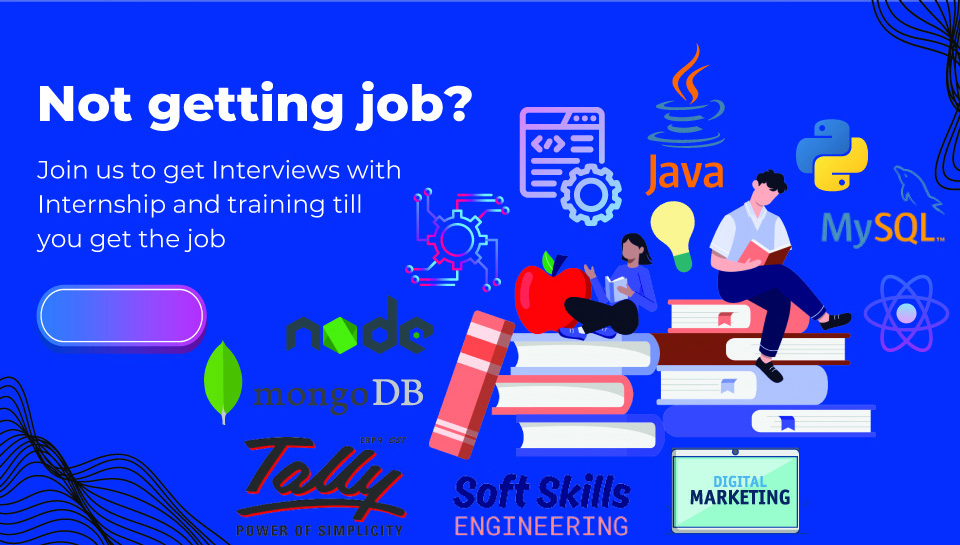 Not getting job?
Join us to get Interviews with
Internship and training till
you get the job
Java
MySQL™
node
mongoDB
Tally
POWER OF SIMPLICITY
Soft Skills
ENGINEERING
DIGITAL
MARKETING